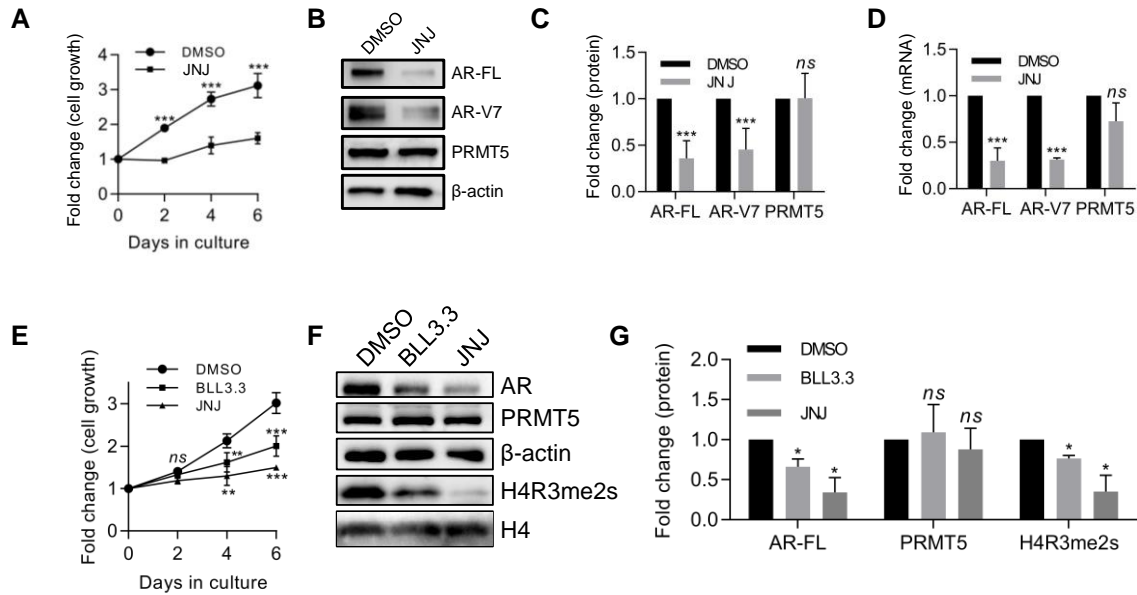 A
Fold change (cell growth)
4
3
2
1
0
2
4
6
Days in culture
DMSO
JNJ
***
***
***
B
DMSO
JNJ
AR-FL
AR-V7
PRMT5
β-actin
C
Fold change (protein)
1.5
1.0
0.5
0.0
DMSO
JN J
***
***
ns
AR-FL
AR-V7
PRMT5
D
Fold change (mRNA)
1.5
1.0
0.5
0.0
DMSO
JNJ
***
***
ns
AR-FL
AR-V7
PRMT5
E
Fold change (cell growth)
4
3
2
1
0
0
2
4
6
Days in culture
DMSO
BLL3.3
JNJ
ns
**
**
***
***
F
DMSO
BLL3.3
JNJ
AR
PRMT5
β-actin
H4R3me2s
H4
G
Fold change (protein)
2.0
1.5
1.0
0.5
0.0
DMSO
BLL3.3
JNJ
*
*
ns
ns
*
*
AR-FL
PRMT5
H4R3me2s